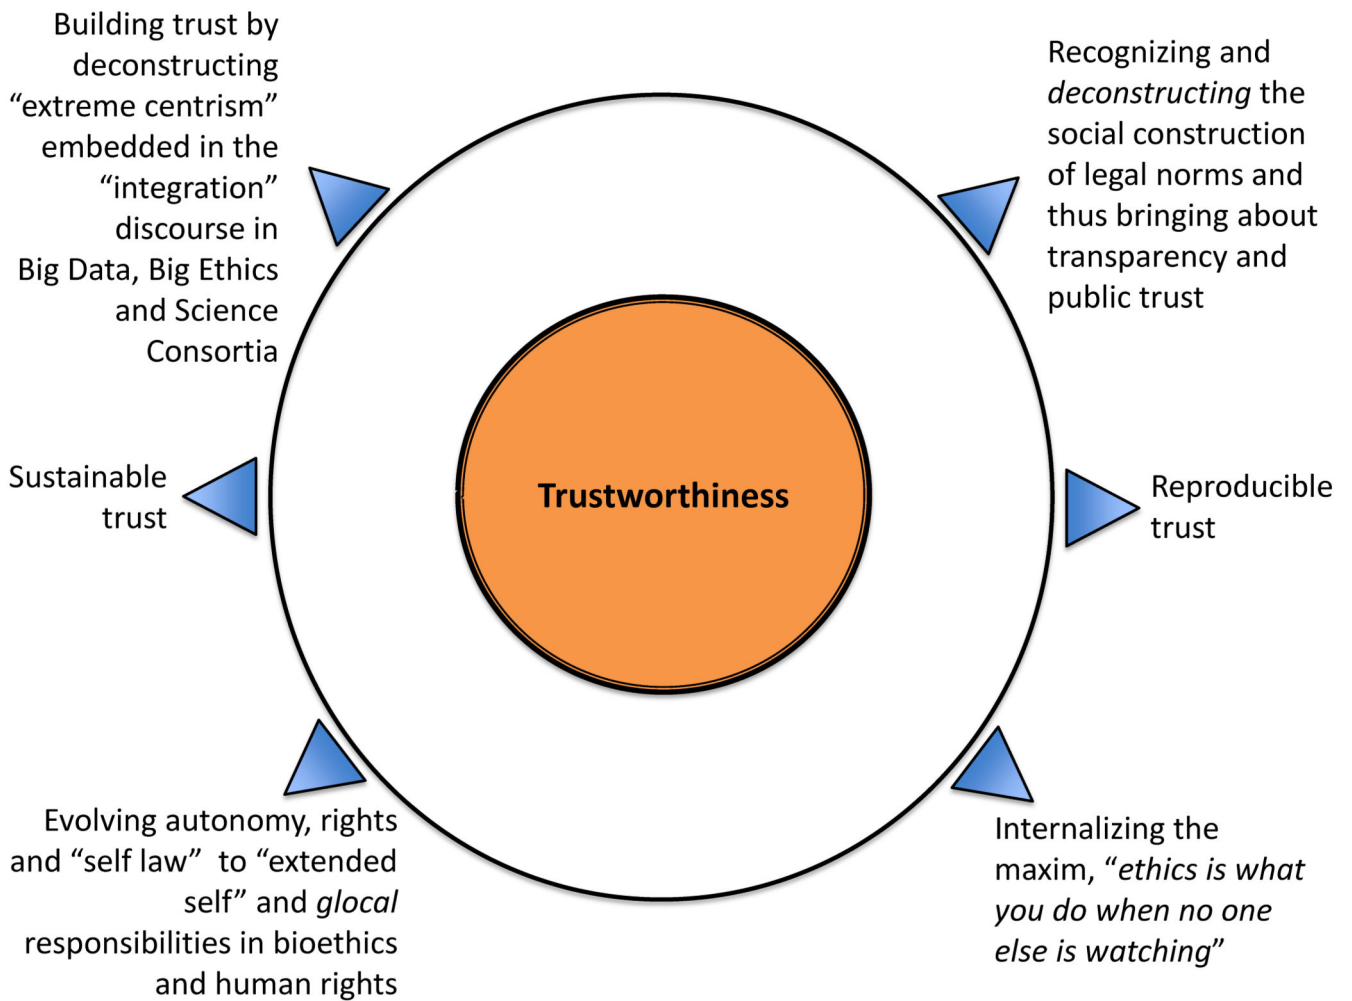 Building trust by
deconstructing
“extreme centrism”
embedded in the
“integration”
discourse in
Big Data, Big Ethics
and Science
Consortia
Recognizing and
deconstructing the
social construction
of legal norms and
thus bringing about
transparency and
public trust
Sustainable
trust
Trustworthiness
Reproducible
trust
Evolving autonomy, rights
and “self law” to “extended
self” and glocal
responsibilities in bioethics
and human rights
Internalizing the
maxim, “ethics is what
you do when no one
else is watching”